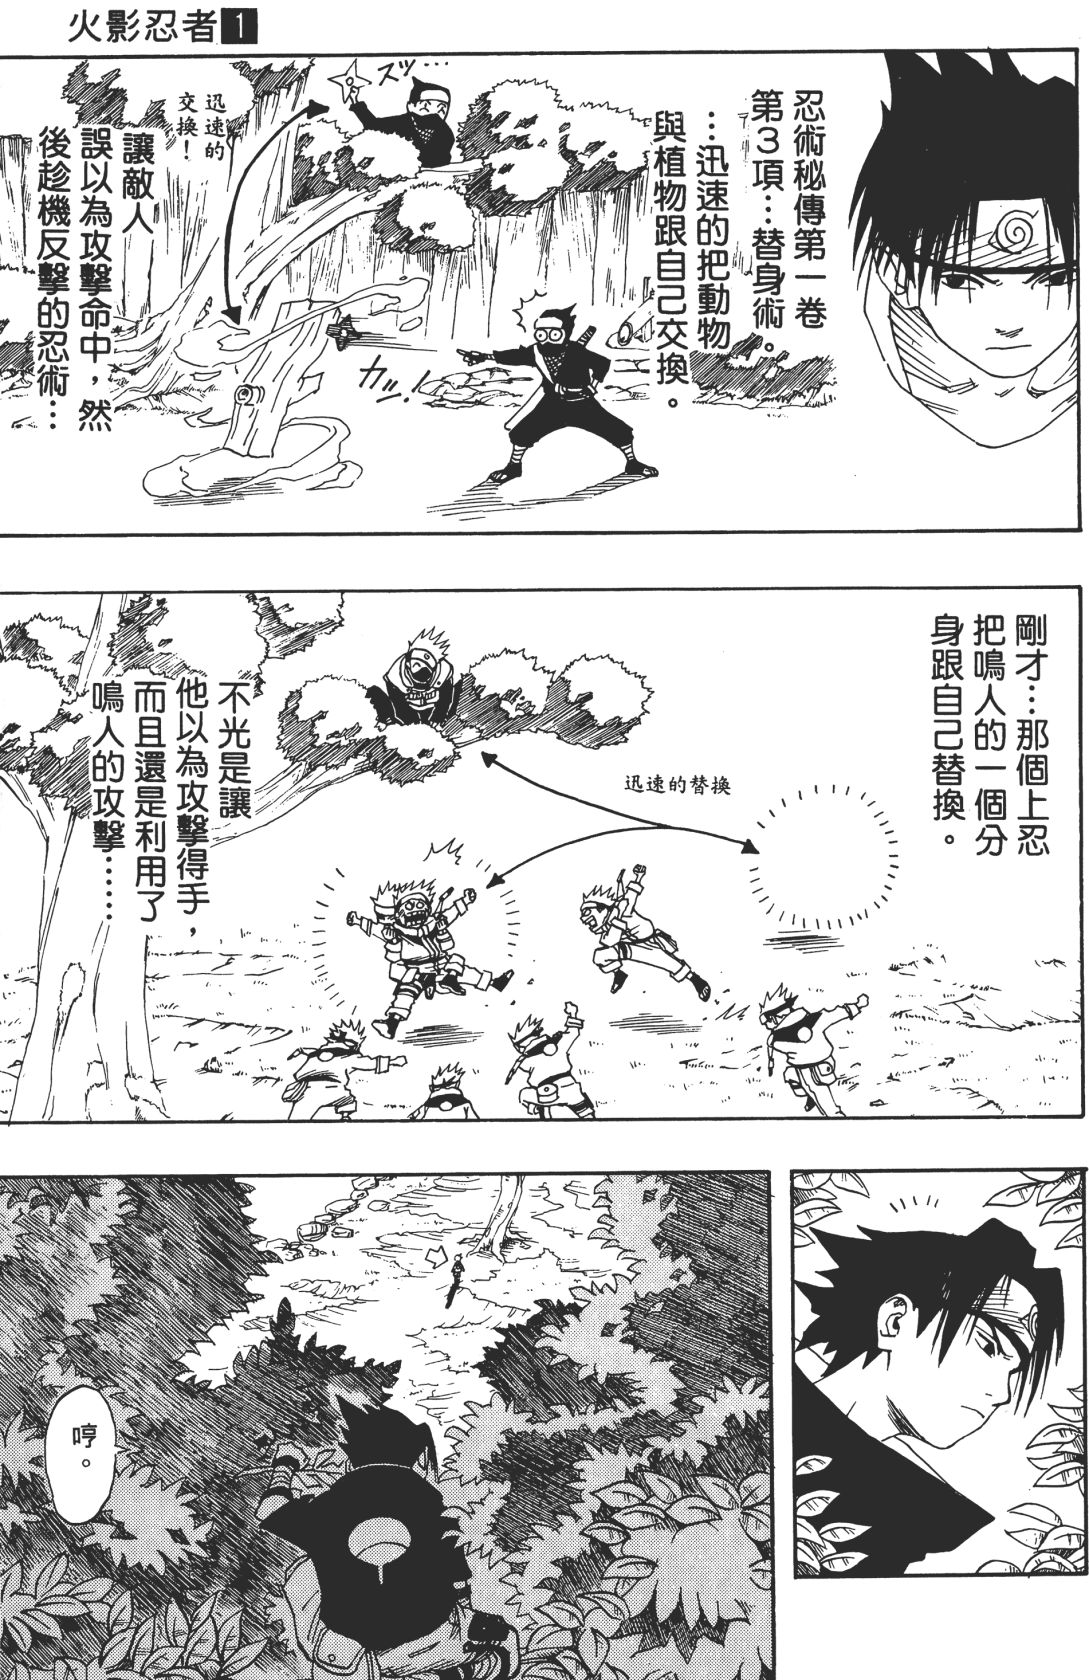 火影忍者1
忍術秘傳第一卷
第3項…替身術。
…迅速的把動物
與植物跟自己交換。
ズッ…
迅速的
交換！
カッ！
讓敵人
誤以為攻擊命中，然
後趁機反擊的忍術…
剛才…那個上忍
把鳴人的一個分
身跟自己替換。
迅速的替換
不光是讓
他以為攻擊得手，
而且還是利用了
鳴人的攻擊……
哼。